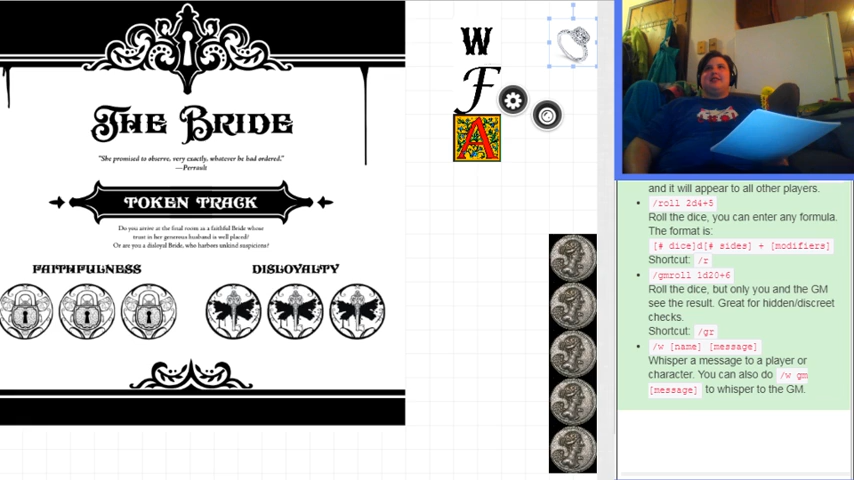 THE BRIDE
"She promised to observe, very exactly, whatever he had ordered."
—Perrault
TOKEN TRACK
Do you arrive at the final room as a faithful Bride whose
trust in her generous husband is well placed?
Or are you a disloyal Bride, who harbors unkind suspicions?
FAITHFULNESS
DISLOYALTY
W
F
A
and it will appear to all other players.
/roll 2d4+5
Roll the dice, you can enter any formula.
The format is:
[# dice]d[# sides] + [modifiers]
Shortcut: /r
/gmroll 1d20+6
Roll the dice, but only you and the GM
see the result. Great for hidden/discreet
checks.
Shortcut: /gr
/w [name] [message]
Whisper a message to a player or
character. You can also do /w gm
[message] to whisper to the GM.